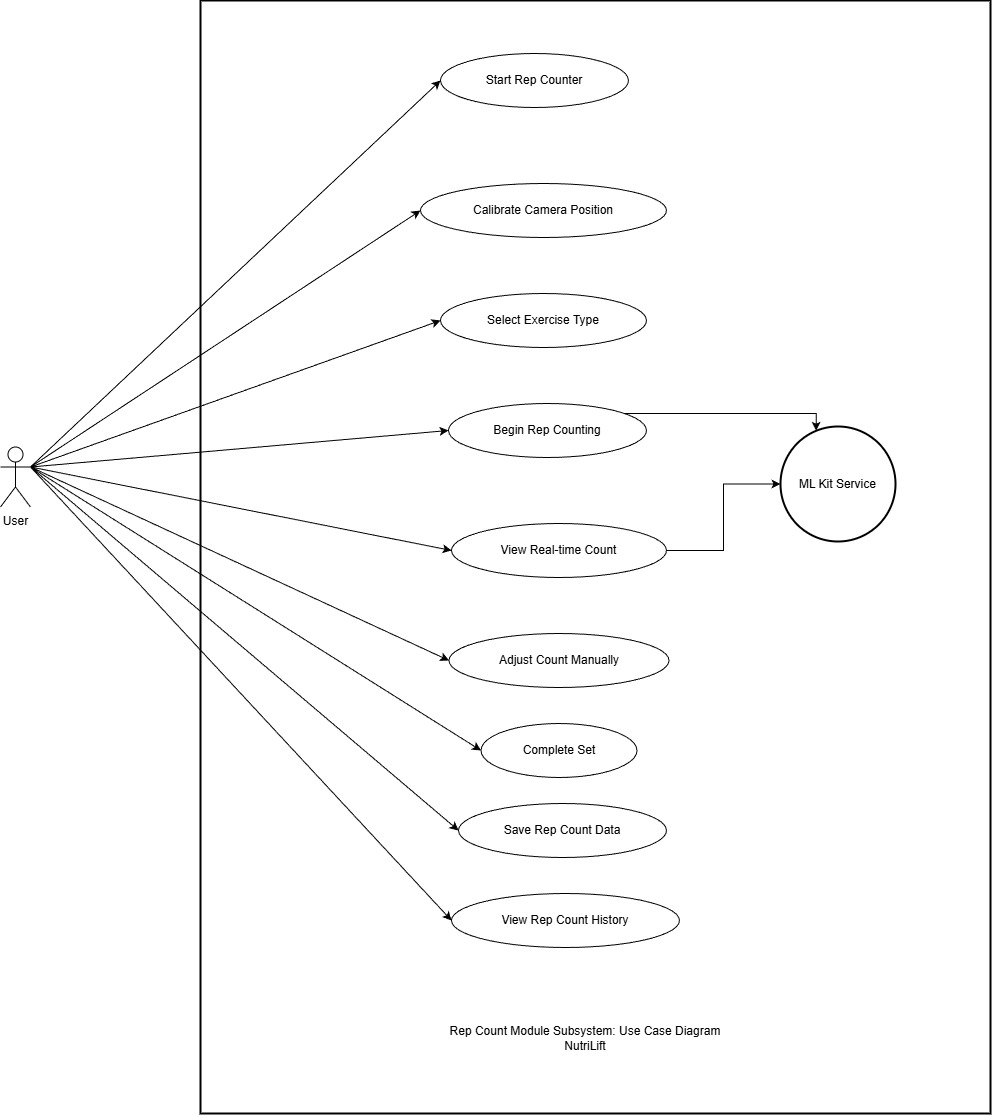 Start Rep Counter
Calibrate Camera Position
Select Exercise Type
Begin Rep Counting
ML Kit Service
User
View Real-time Count
Adjust Count Manually
Complete Set
Save Rep Count Data
View Rep Count History
Rep Count Module Subsystem: Use Case Diagram
NutriLift